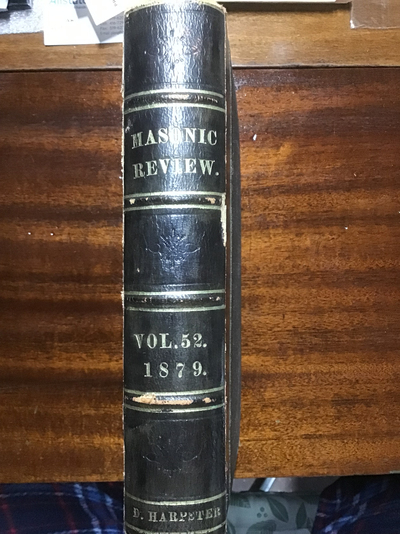 MASONIC
REVIEW.
VOL.52.
1879.
D. HARPSTER